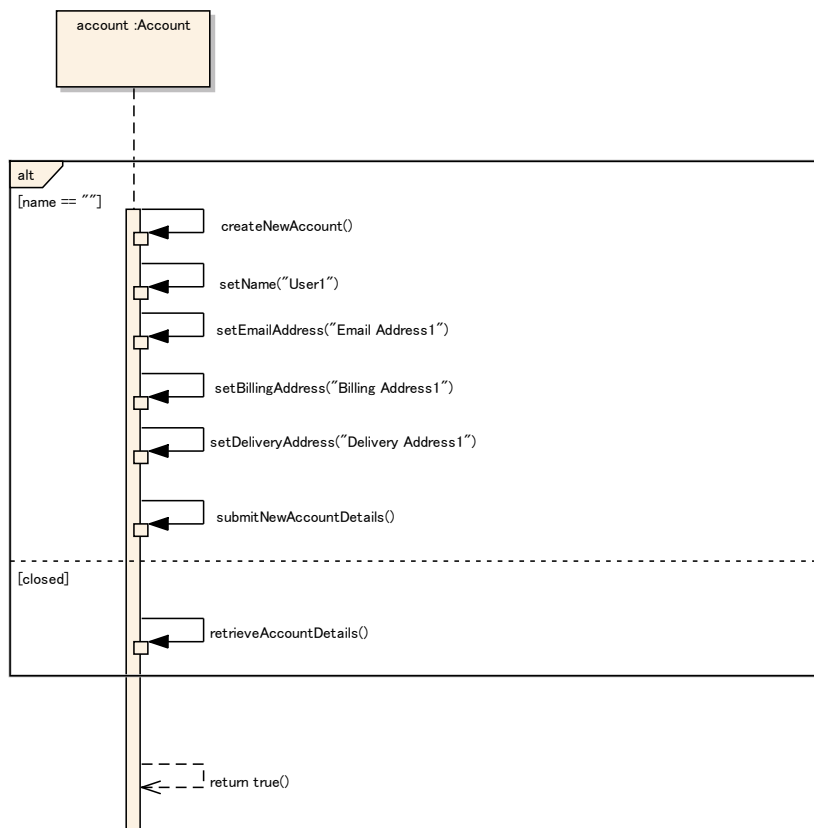 account :Account
alt
[name == ""]
createNewAccount()
setName("User1")
setEmailAddress("Email Address1")
setBillingAddress("Billing Address1")
setDeliveryAddress("Delivery Address1")
submitNewAccountDetails()
[closed]
retrieveAccountDetails()
return true()